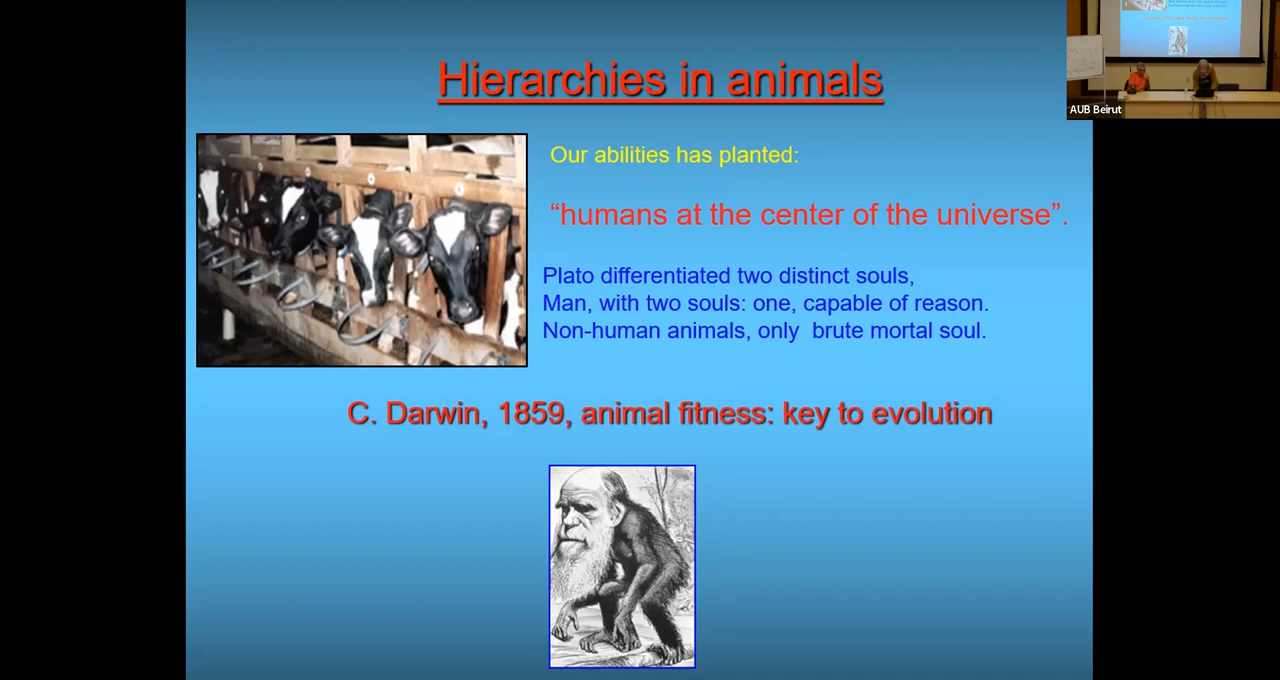 Hierarchies in animals
AUB Beirut
Our abilities has planted:
“humans at the center of the universe”.
Plato differentiated two distinct souls,
Man, with two souls: one, capable of reason.
Non-human animals, only brute mortal soul.
C. Darwin, 1859, animal fitness: key to evolution